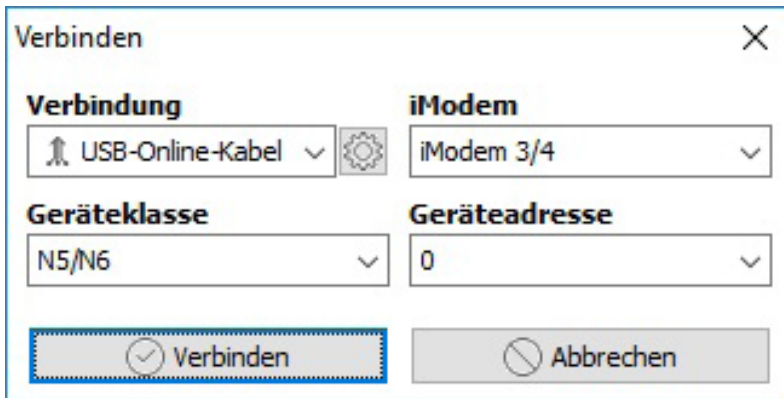 Verbinden
Verbindung iModem
USB-Online-Kabel iModem 3/4
Geräteklasse Geräteadresse
N5/N6 0
Verbinden Abbrechen